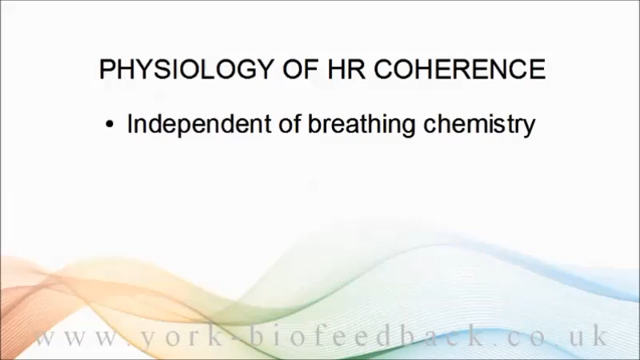 PHYSIOLOGY OF HR COHERENCE
• Independent of breathing chemistry
www.york-biofeedback.co.uk